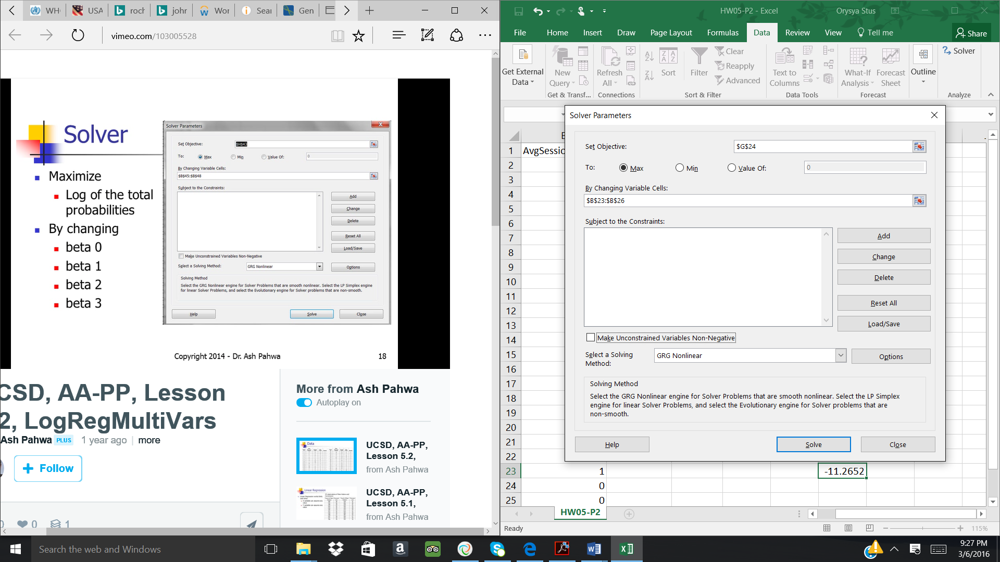 WH
USA
roch
johr
Wor
Sear
Gen
vimeo.com/103005528
Solver
Maximize
Log of the total
probabilities
By changing
beta 0
beta 1
beta 2
beta 3
Solver Parameters
Set Objective:
$H$43
To:
Max
Min
Value Of:
0
By Changing Variable Cells:
$B$45:$B$48
Subject to the Constraints:
Add
Change
Delete
Reset All
Load/Save
Make Unconstrained Variables Non-Negative
Select a Solving Method:
GRG Nonlinear
Options
Solving Method
Select the GRG Nonlinear engine for Solver Problems that are smooth nonlinear. Select the LP Simplex engine
for linear Solver Problems, and select the Evolutionary engine for Solver problems that are non-smooth.
Help
Solve
Close
Copyright 2014 - Dr. Ash Pahwa
18
CSD, AA-PP, Lesson
2, LogRegMultiVars
Ash Pahwa PLUS 1 year ago | more
+ Follow
0 1
More from Ash Pahwa
Autoplay on
Data
UCSD, AA-PP,
Lesson 5.2,
from Ash Pahwa
Linear Regression
UCSD, AA-PP,
Lesson 5.1,
from Ash Pahwa
HW05-P2 - Excel
Orysya Stus
File Home Insert Draw Page Layout Formulas Data Review View Tell me
Share
Get External
Data
New
Query
Get & Transf...
Refresh
All
Connections
Sort
Filter
Clear
Reapply
Advanced
Sort & Filter
Text to
Columns
Data Tools
What-If
Analysis
Forecast
Sheet
Forecast
Outline
Solver
Analyze
Solver Parameters
Set Objective:
$G$24
To:
Max
Min
Value Of:
0
By Changing Variable Cells:
$B$23:$B$26
Subject to the Constraints:
Add
Change
Delete
Reset All
Load/Save
Make Unconstrained Variables Non-Negative
Select a Solving
Method:
GRG Nonlinear
Options
Solving Method
Select the GRG Nonlinear engine for Solver Problems that are smooth nonlinear. Select the LP Simplex
engine for linear Solver Problems, and select the Evolutionary engine for Solver problems that are
non-smooth.
Help
Solve
Close
1 AvgSessio
2
3
4
5
6
7
8
9
10
11
12
13
14
15
16
17
18
19
20
21
22
23 1 -11.2652
24 0
25 0
HW05-P2
Ready
115%
Search the web and Windows
9:27 PM
3/6/2016